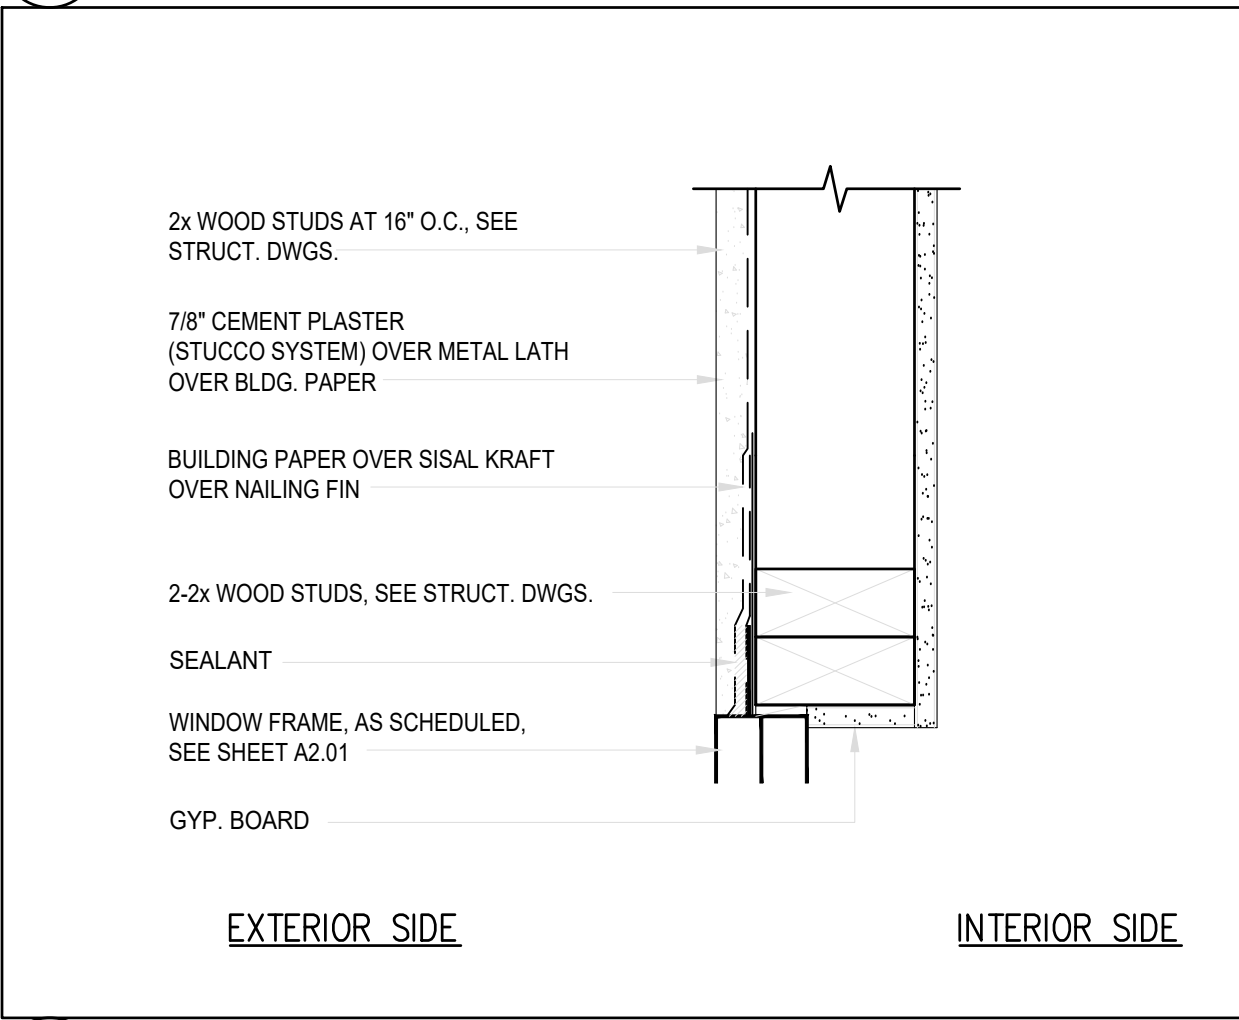 2x WOOD STUDS AT 16" O.C., SEE
STRUCT. DWGS.
7/8" CEMENT PLASTER
(STUCCO SYSTEM) OVER METAL LATH
OVER BLDG. PAPER
BUILDING PAPER OVER SISAL KRAFT
OVER NAILING FIN
2-2x WOOD STUDS, SEE STRUCT. DWGS.
SEALANT
WINDOW FRAME, AS SCHEDULED,
SEE SHEET A2.01
GYP. BOARD
EXTERIOR SIDE
INTERIOR SIDE